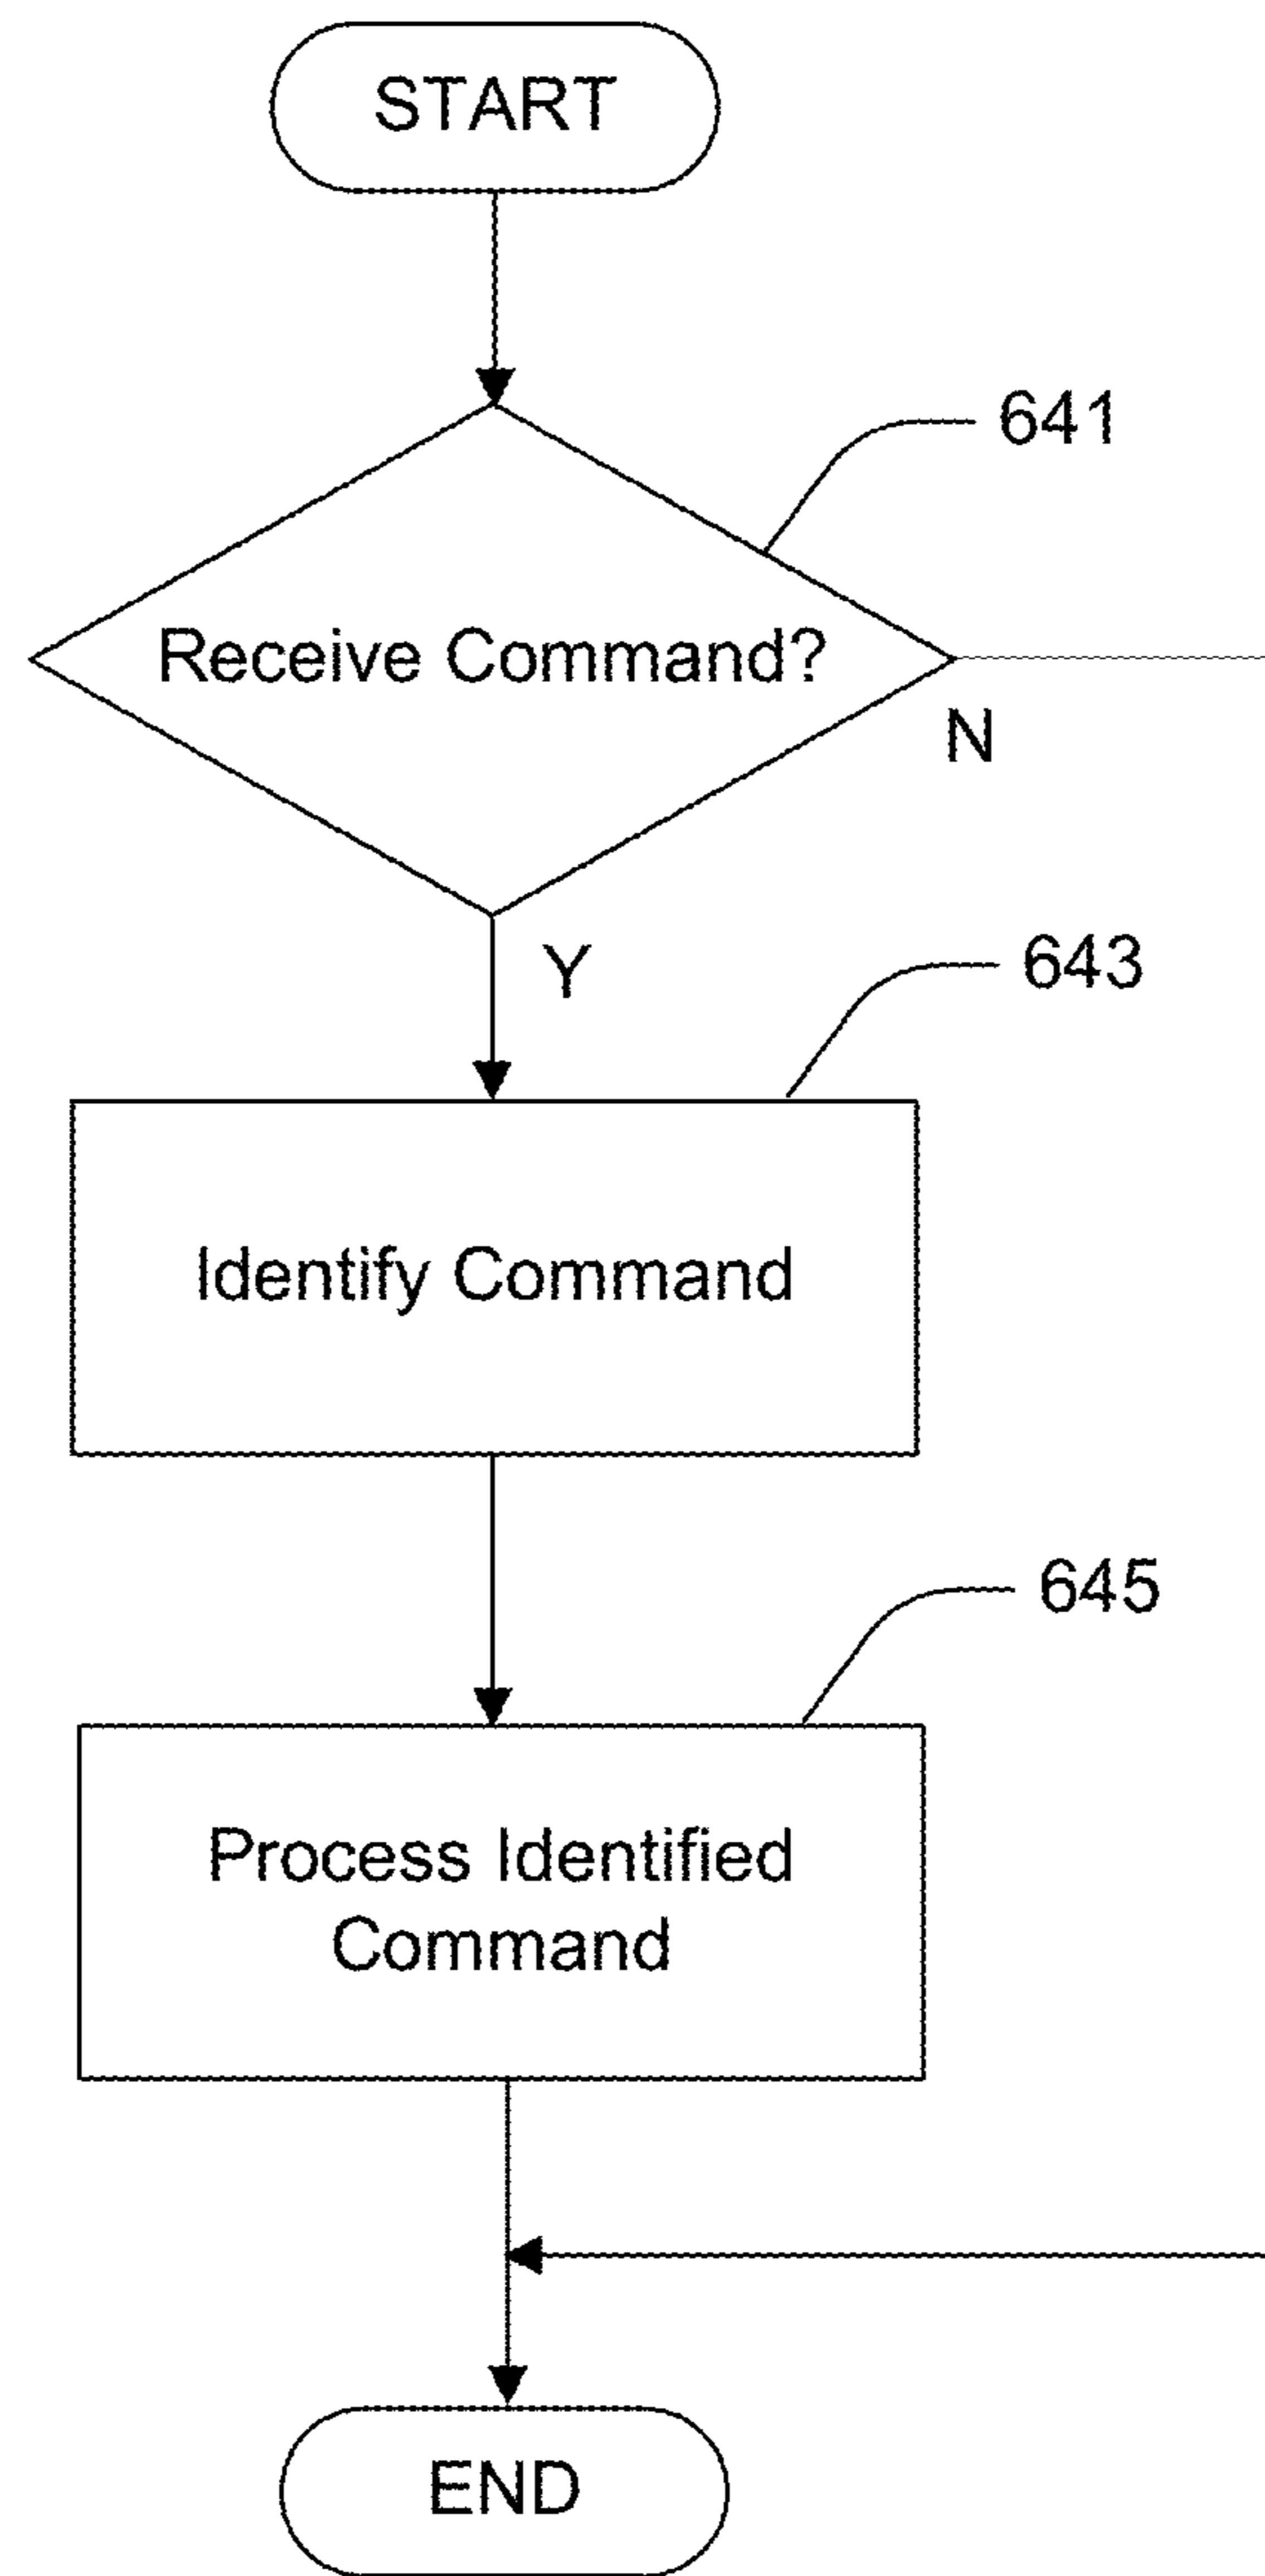 START
641
Receive Command?
N
Y
643
Identify Command
645
Process Identified
Command
END